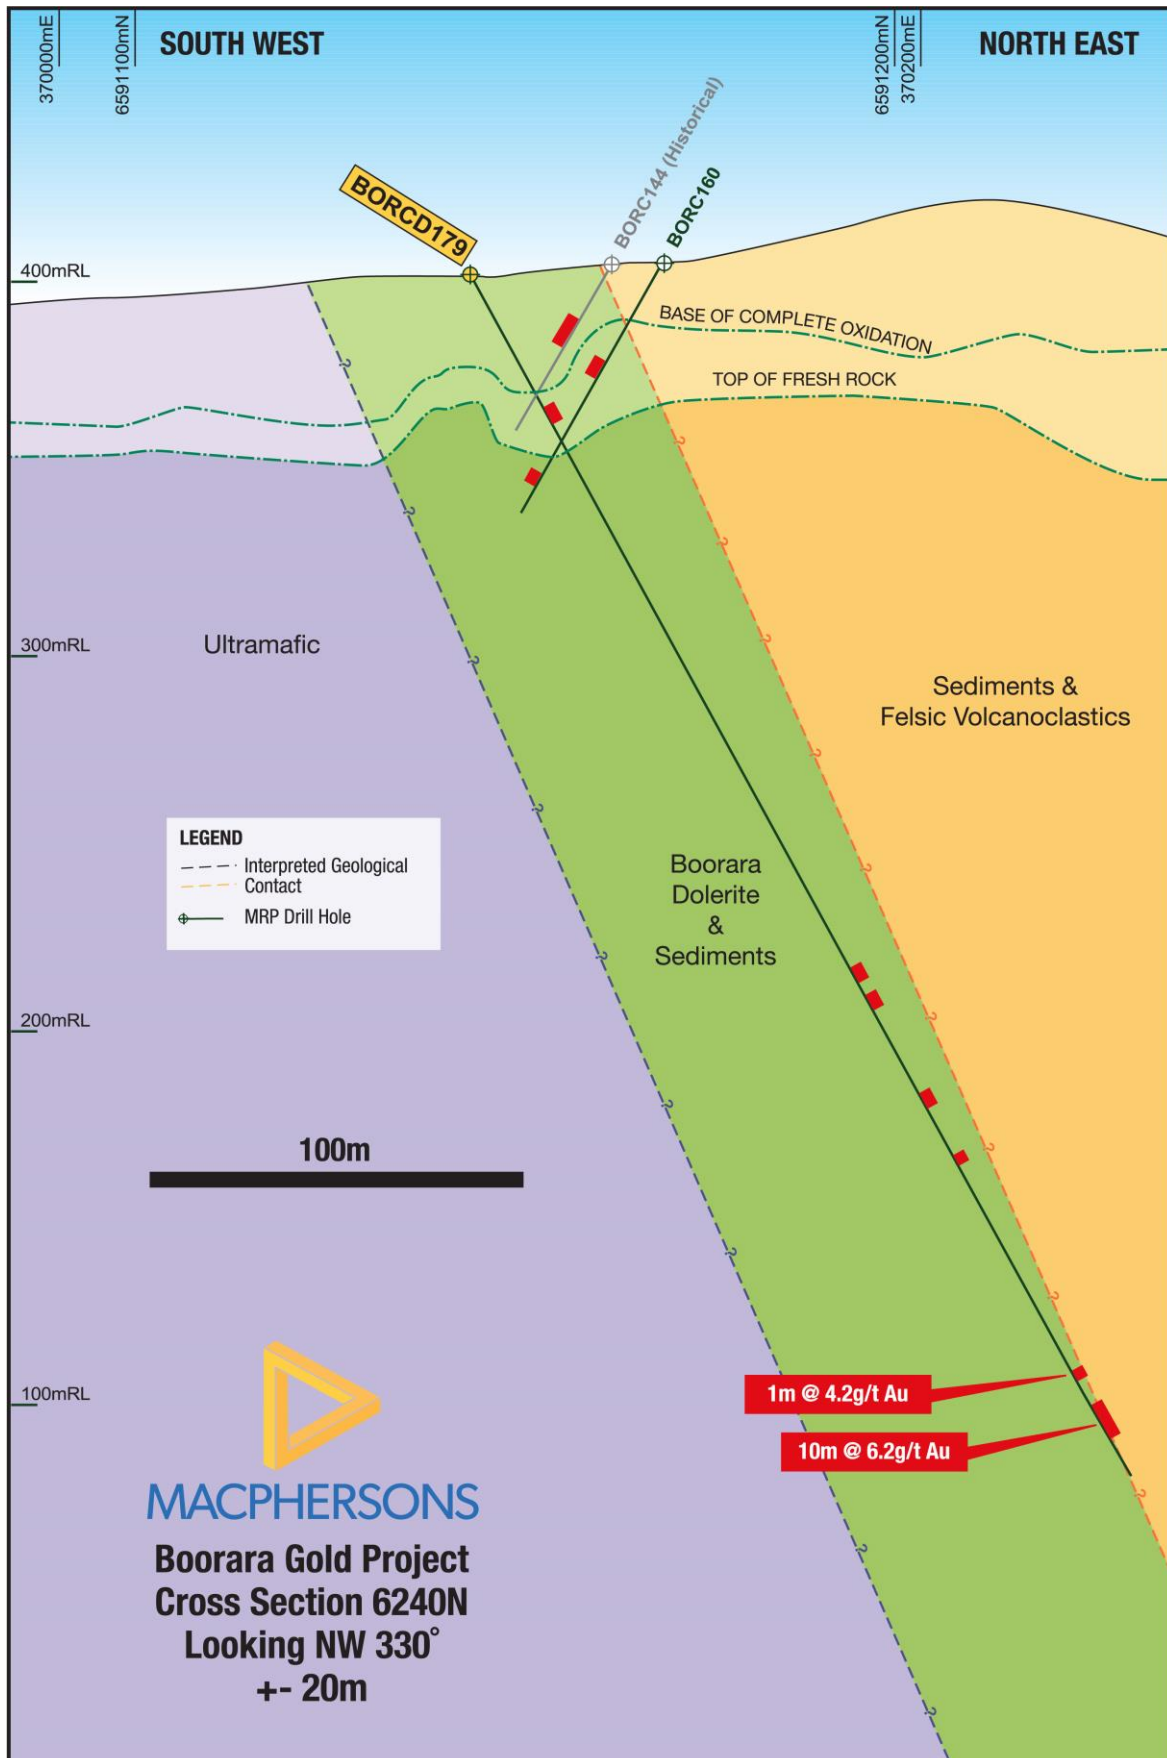 370000mE
6591100mN
SOUTH WEST
6591200mN
370200mE
NORTH EAST
BORCD179
BORC144 (Historical)
BORC160
400mRL
BASE OF COMPLETE OXIDATION
TOP OF FRESH ROCK
?
?
?
?
?
300mRL
Ultramafic
?
?
Sediments &
Felsic Volcanoclastics
?
?
LEGEND
Interpreted Geological
Contact
MRP Drill Hole
Boorara
Dolerite
&
Sediments
?
?
200mRL
?
?
?
100m
?
?
100mRL
1m @ 4.2g/t Au
10m @ 6.2g/t Au
?
?
?
MACPHERSONS
Boorara Gold Project
Cross Section 6240N
Looking NW 330°
+- 20m